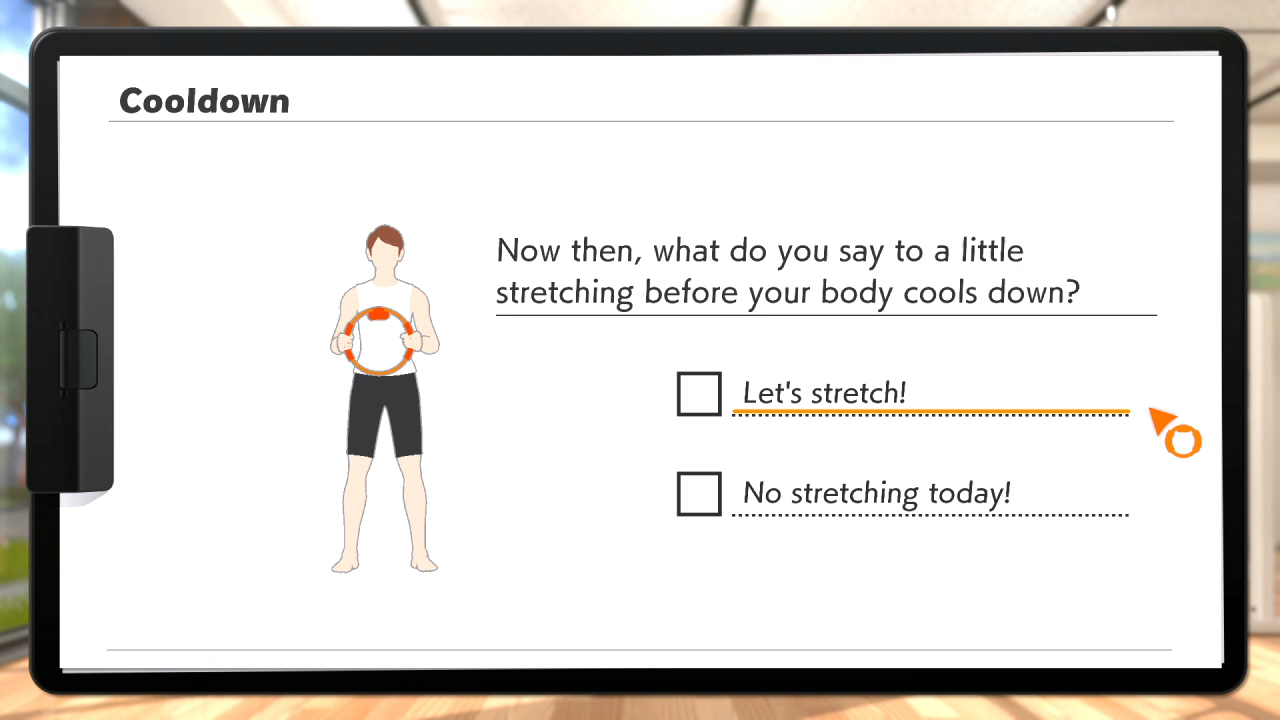 Cooldown
Now then, what do you say to a little
stretching before your body cools down?
Let's stretch!
No stretching today!